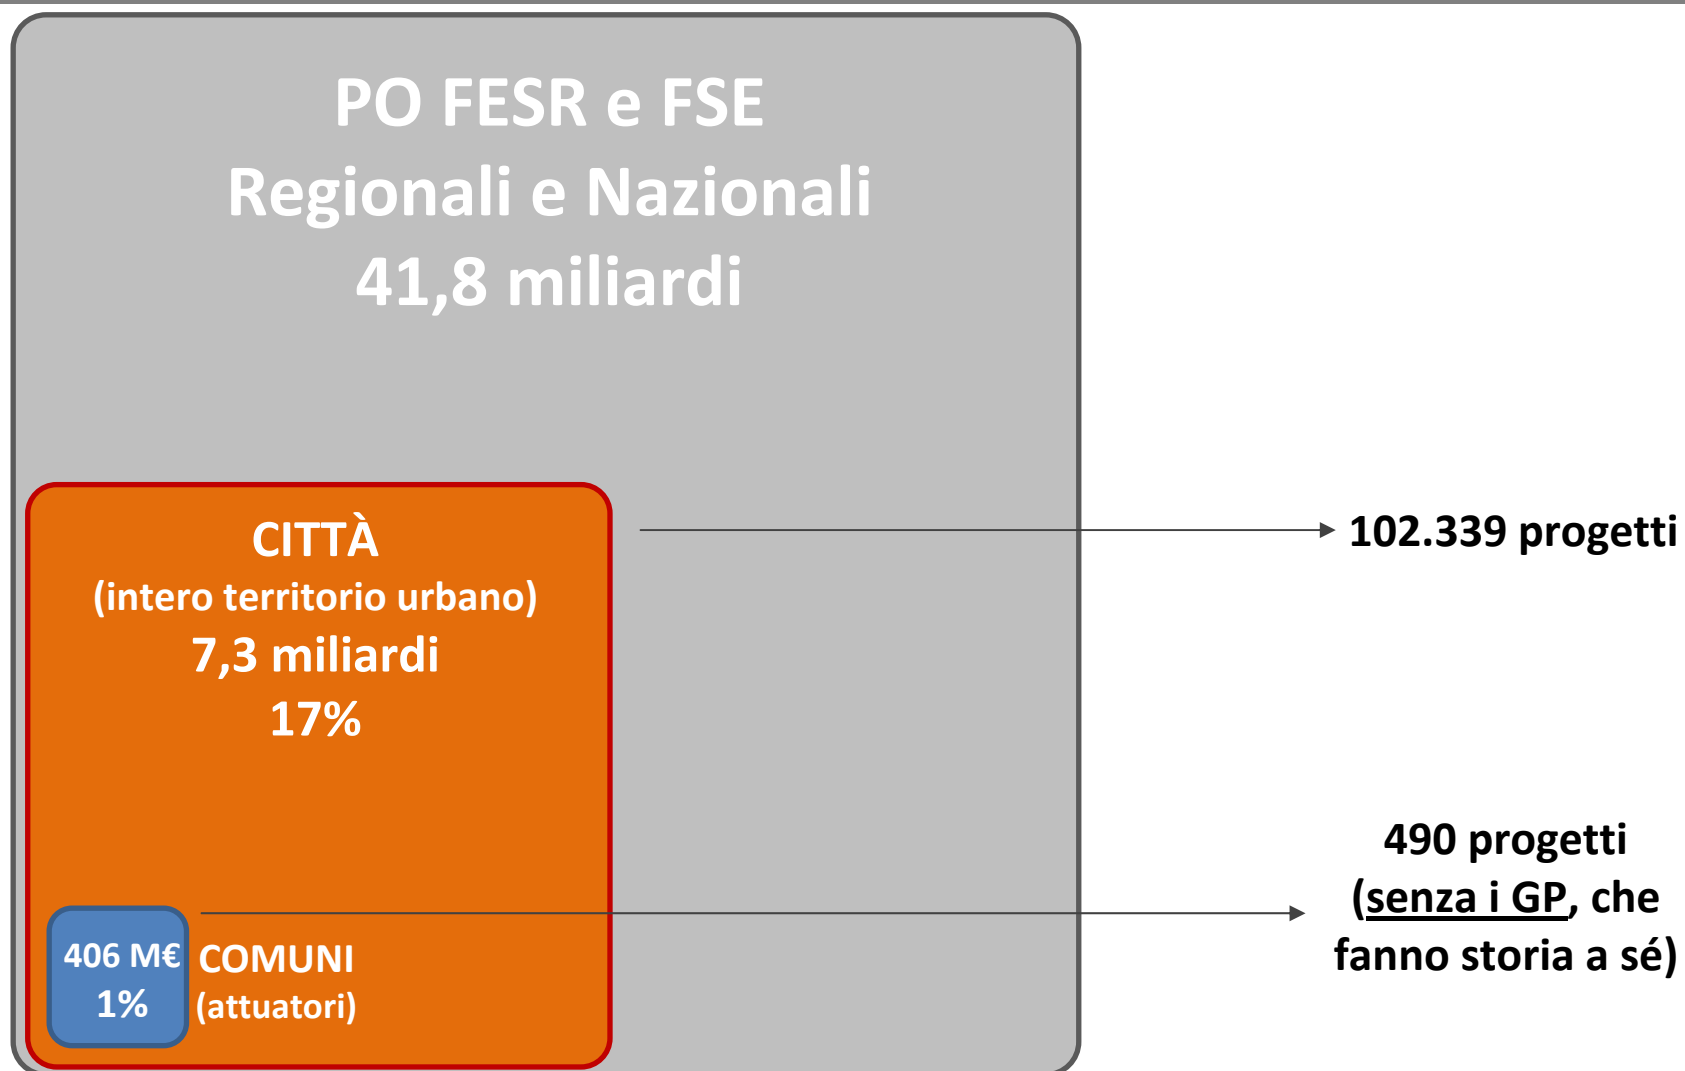 PO FESR e FSE
Regionali e Nazionali
41,8 miliardi
CITTÀ
(intero territorio urbano)
7,3 miliardi
17%
102.339 progetti
406 M€
1%
COMUNI
(attuatori)
490 progetti
(senza i GP, che
fanno storia a sé)